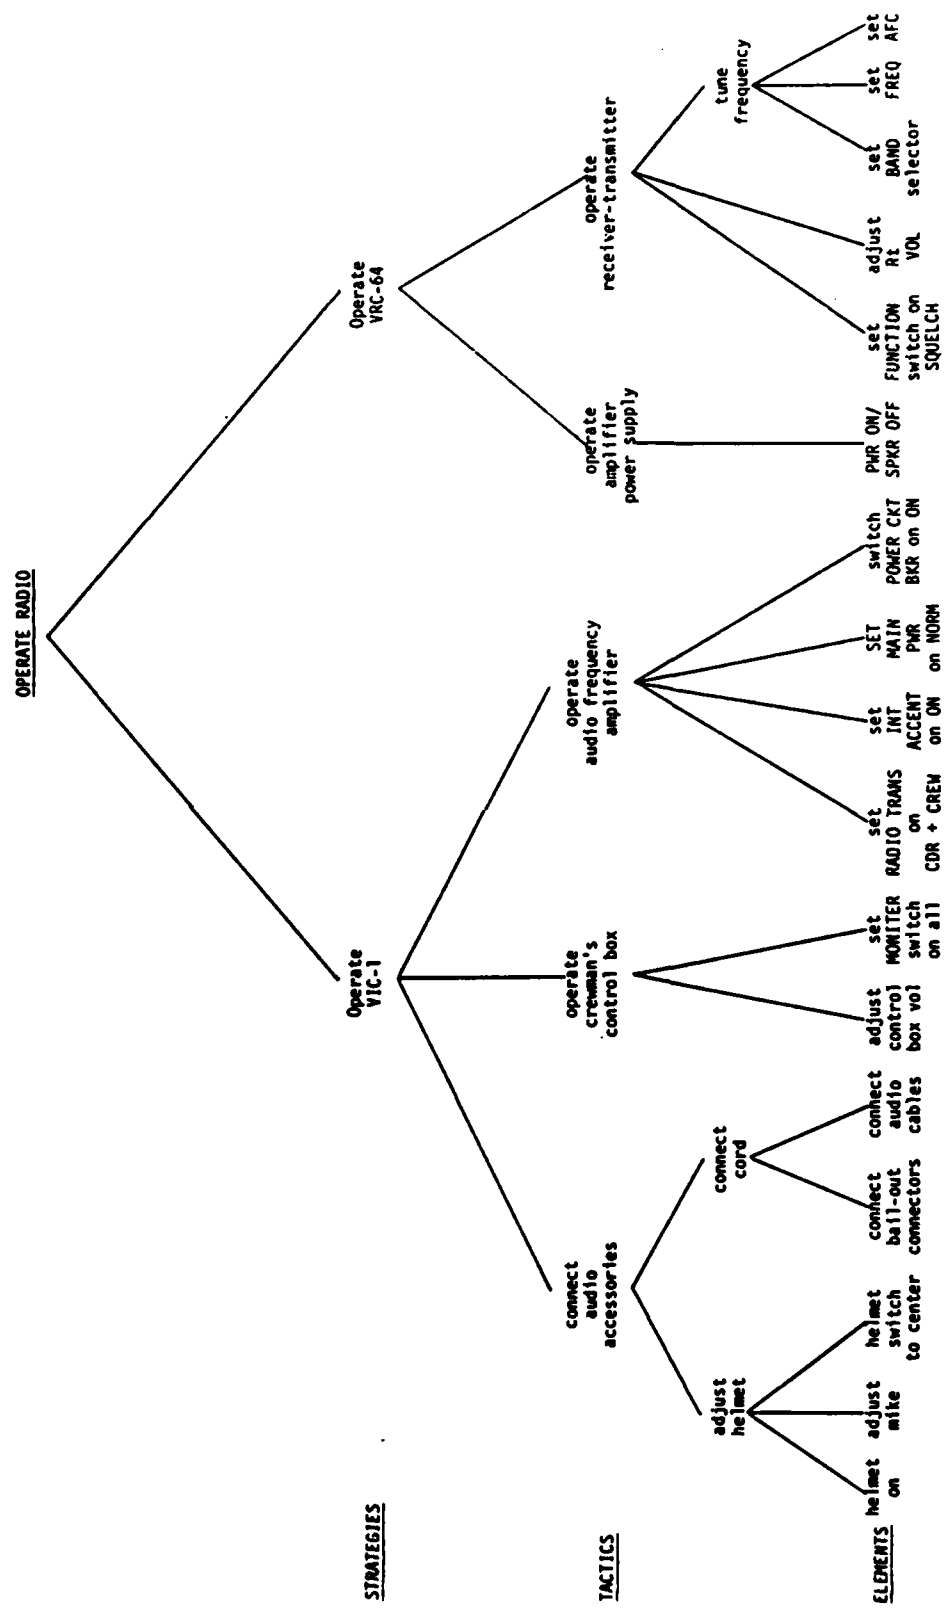 OPERATE RADIO
STRATEGIES
Operate
VIC-1
Operate
VRC-64
TACTICS
connect
audio
accessories
operate
crewman's
control box
operate
audio frequency
amplifier
operate
amplifier
power supply
operate
receiver-transmitter
adjust
helmet
connect
cord
tune
frequency
ELEMENTS
helmet
on
adjust
mike
helmet
switch
to center
connect
bail-out
connectors
connect
audio
cables
adjust
control
box vol
set
MONITER
switch
on all
set
RADIO TRANS
on
CDR + CREW
set
INT
ACCENT
on ON
SET
MAIN
PWR
on NORM
switch
POWER CKT
BKR on ON
PWR ON/
SPKR OFF
set
FUNCTION
switch on
SQUELCH
adjust
Rt
VOL
set
BAND
selector
set
FREQ
set
AFC